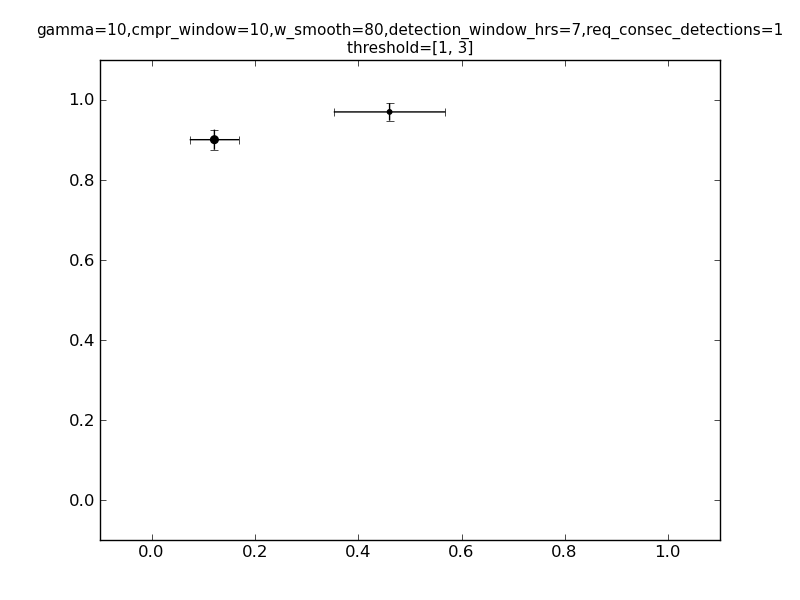 gamma=10,cmpr_window=10,w_smooth=80,detection_window_hrs=7,req_consec_detections=1
threshold=[1, 3]
1.0
0.8
0.6
0.4
0.2
0.0
0.0 0.2 0.4 0.6 0.8 1.0